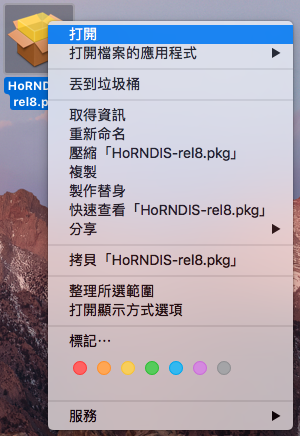 HoRND
rel8.p
打開
打開檔案的應用程式
丟到垃圾桶
取得資訊
重新命名
壓縮「HoRNDIS-rel8.pkg」
複製
製作替身
快速查看「HoRNDIS-rel8.pkg」
分享
拷貝「HoRNDIS-rel8.pkg」
整理所選範圍
打開顯示方式選項
標記⋯
服務